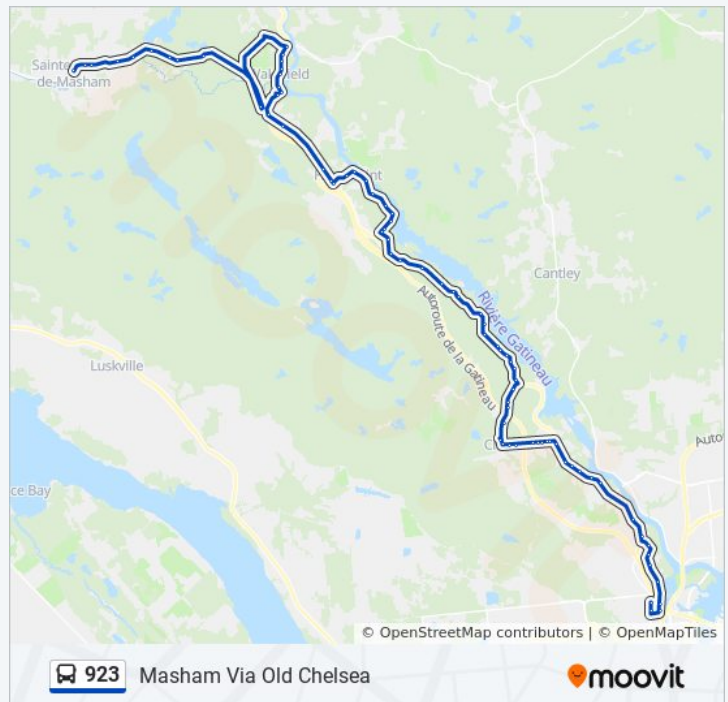 Sainte
de-Masham
Cantley
Rivière Gatineau
Autoroute de la Gatineau
Luskville
ce Bay
Auto
© OpenStreetMap contributors | © OpenMapTiles
923 Masham Via Old Chelsea
moovit